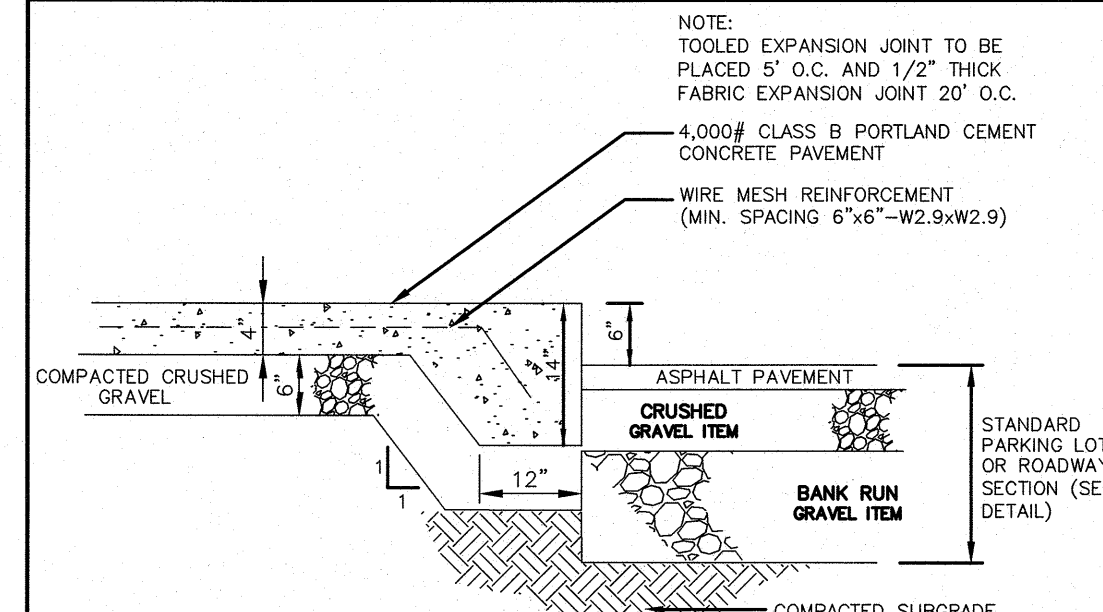 NOTE:
TOOLED EXPANSION JOINT TO BE
PLACED 5' O.C. AND 1/2" THICK
FABRIC EXPANSION JOINT 20' O.C.
4,000# CLASS B PORTLAND CEMENT
CONCRETE PAVEMENT
WIRE MESH REINFORCEMENT
(MIN. SPACING 6"x6"-W2.9xW2.9)
4"
6"
14"
6"
COMPACTED CRUSHED
GRAVEL
ASPHALT PAVEMENT
CRUSHED
GRAVEL ITEM
STANDARD
PARKING LOT
OR ROADWAY
SECTION (SE
DETAIL)
1
1
12"
BANK RUN
GRAVEL ITEM
COMPACTED SUBGRADE